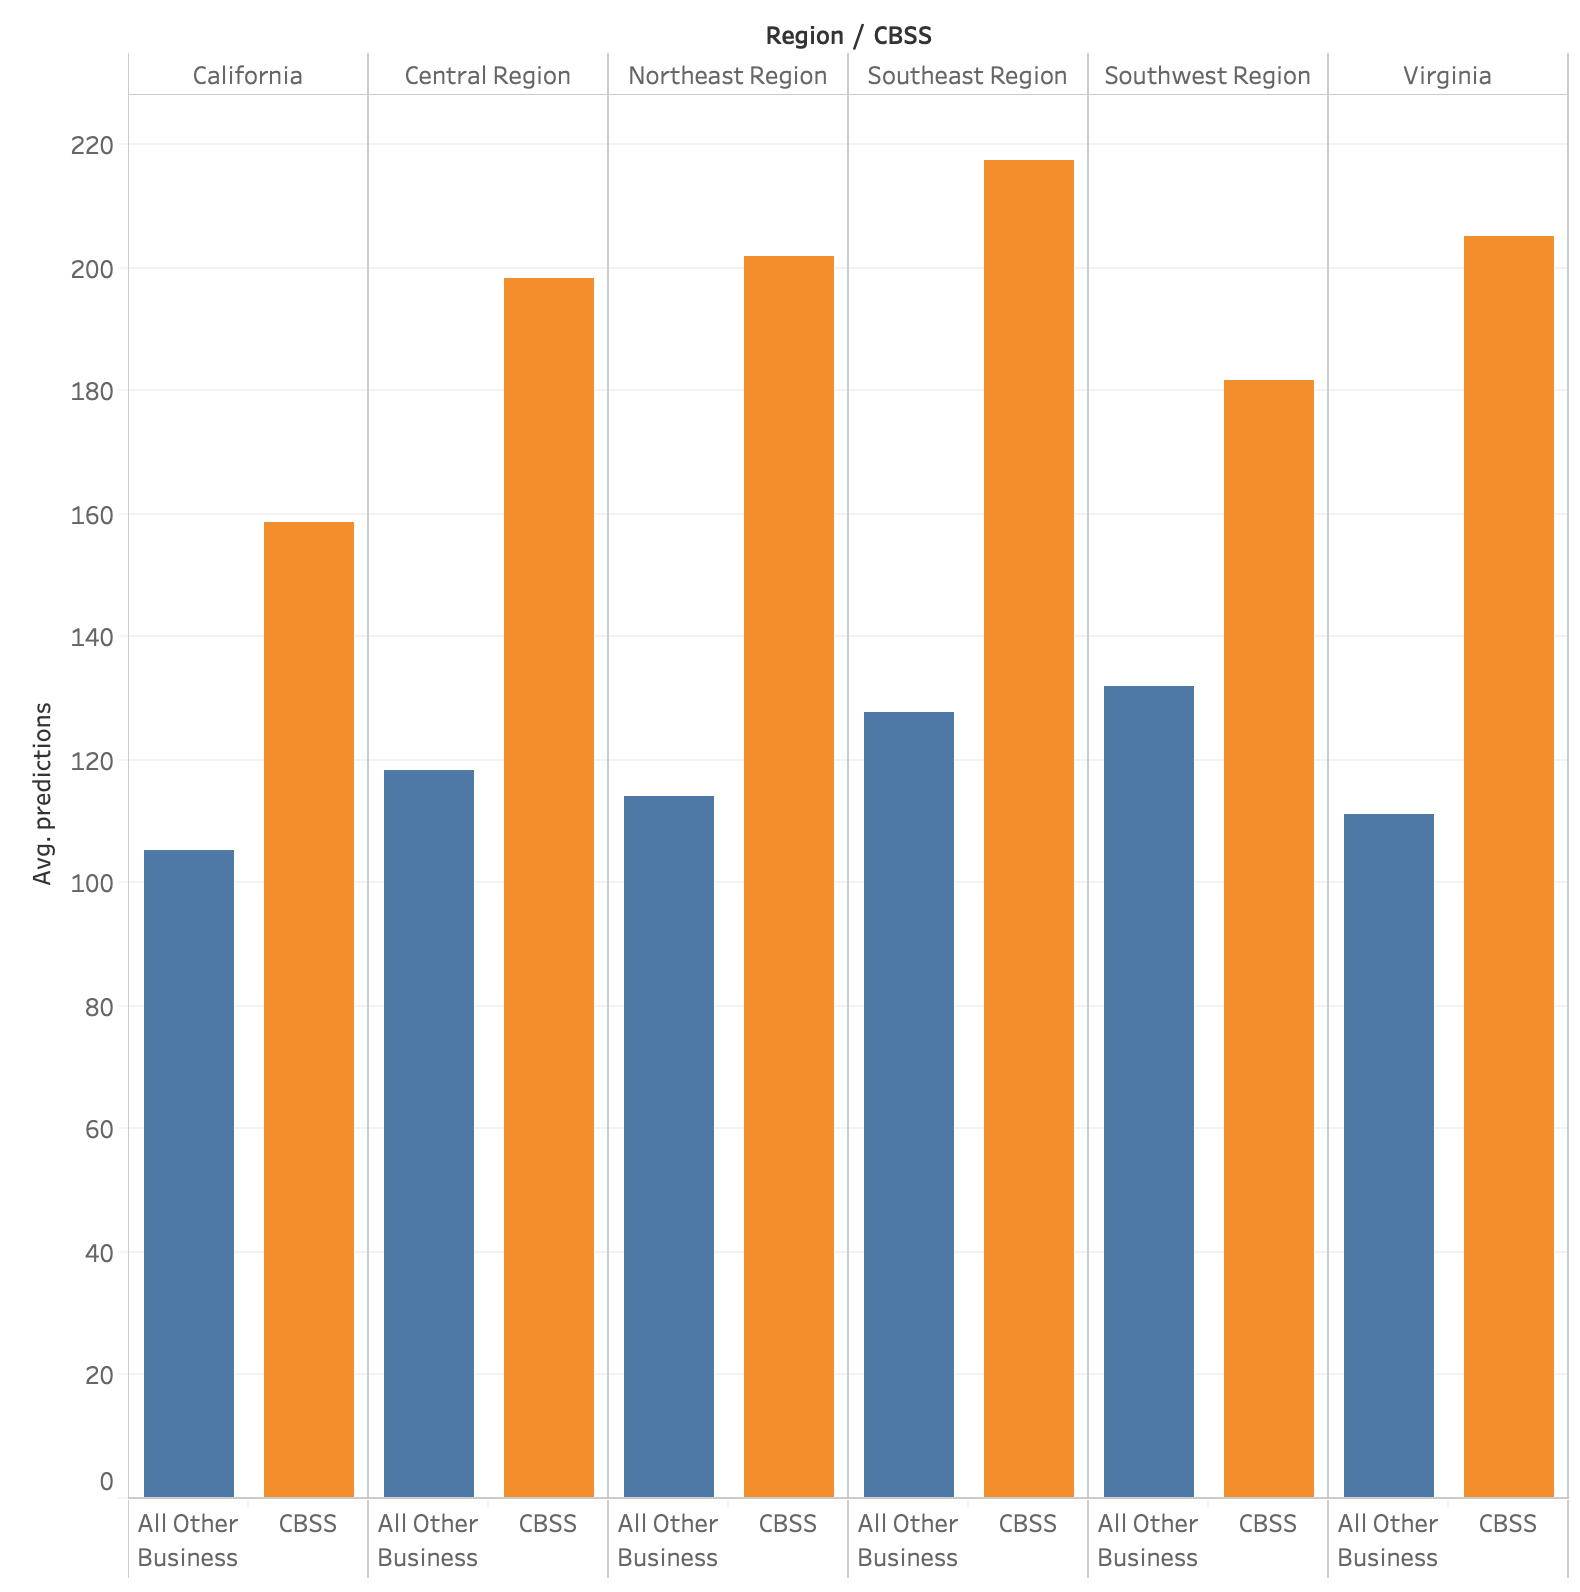 Region / CBSS
California
Central Region
Northeast Region
Southeast Region
Southwest Region
Virginia
220
200
180
160
140
120
100
80
60
40
20
0
Avg. predictions
All Other
Business
CBSS
All Other
Business
CBSS
All Other
Business
CBSS
All Other
Business
CBSS
All Other
Business
CBSS
All Other
Business
CBSS